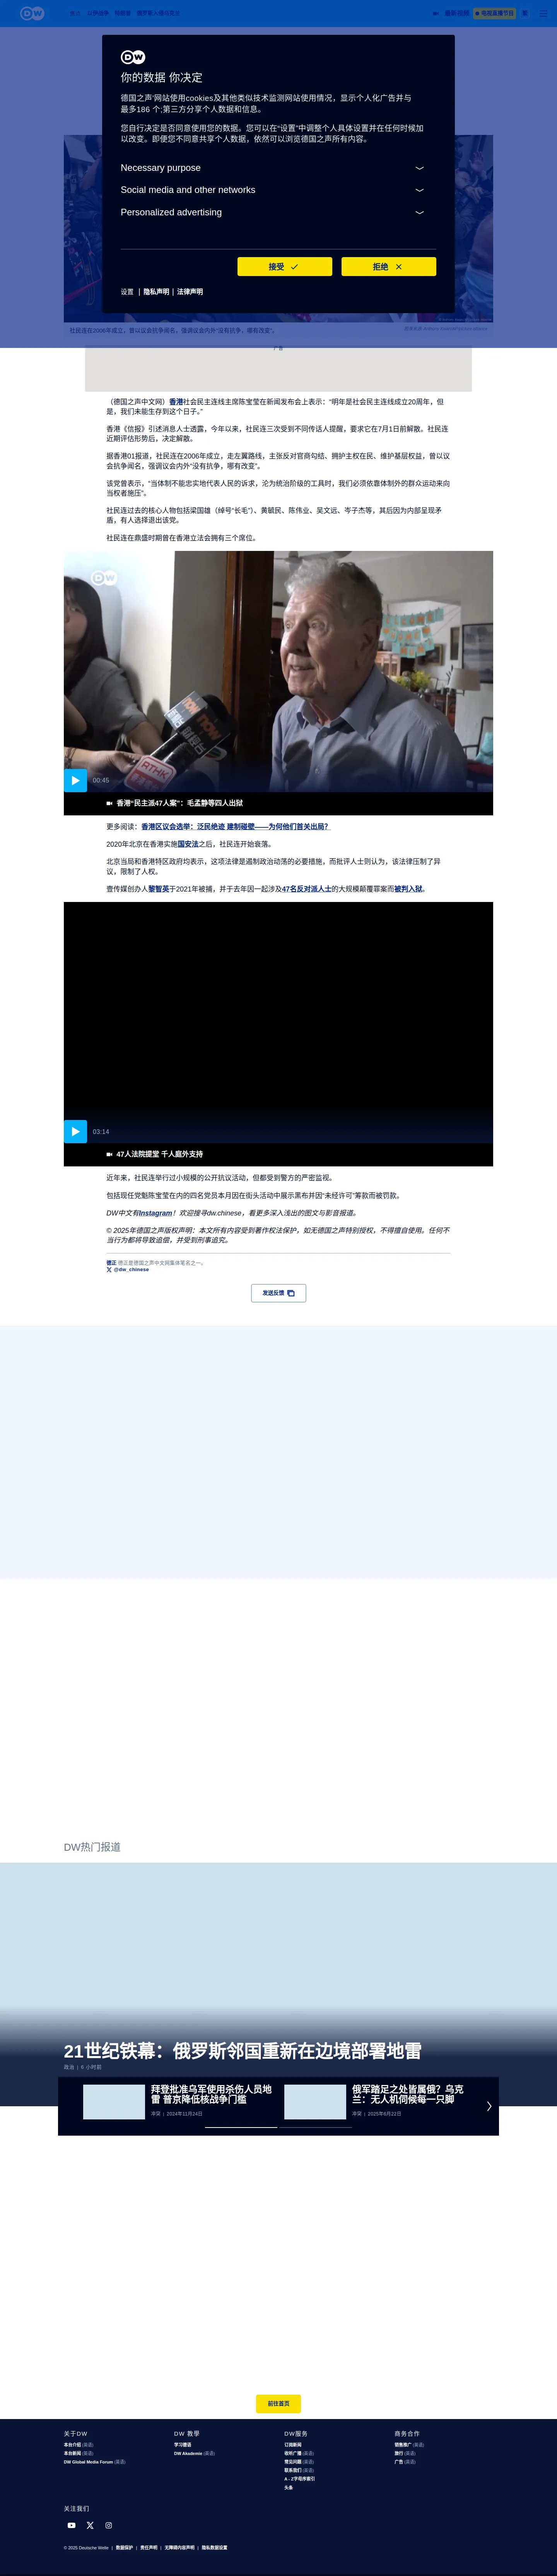 你的数据 你决定
德国之声网站使用cookies及其他类似技术监测网站使用情况，显示个人化广告并与
最多186 个;第三方分享个人数据和信息。
您自行决定是否同意使用您的数据。您可以在“设置”中调整个人具体设置并在任何时候加
以改变。即便您不同意共享个人数据，依然可以浏览德国之声所有内容。
Necessary purpose
Social media and other networks
Personalized advertising
接受
拒绝
设置 | 隐私声明 | 法律声明
社民连在2006年成立，曾以议会抗争闻名，强调议会内外“没有抗争，哪有改变”。
广告
（德国之声中文网）香港社会民主连线主席陈宝莹在新闻发布会上表示：“明年是社会民主连线成立20周年，但
是，我们未能生存到这个日子。”
香港《信报》引述消息人士透露，今年以来，社民连三次受到不同传话人提醒，要求它在7月1日前解散。社民连
近期评估形势后，决定解散。
据香港01报道，社民连在2006年成立，走左翼路线，主张反对官商勾结、拥护主权在民、维护基层权益，曾以议
会抗争闻名，强调议会内外“没有抗争，哪有改变”。
该党曾表示，“当体制不能忠实地代表人民的诉求，沦为统治阶级的工具时，我们必须依靠体制外的群众运动来向
当权者施压”。
社民连过去的核心人物包括梁国雄（绰号“长毛”）、黄毓民、陈伟业、吴文远、岑子杰等，其后因为内部呈现矛
盾，有人选择退出该党。
社民连在鼎盛时期曾在香港立法会拥有三个席位。
DW
RTHK
00:45
香港“民主派47人案”：毛孟静等四人出狱
更多阅读：香港区议会选举：泛民绝迹 建制碰壁——为何他们首关出局？
2020年北京在香港实施国安法之后，社民连开始衰落。
北京当局和香港特区政府均表示，这项法律是遏制政治动荡的必要措施，而批评人士则认为，该法律压制了异
议，限制了人权。
壹传媒创办人黎智英于2021年被捕，并于去年因一起涉及47名反对派人士的大规模颠覆罪案而被判入狱。
03:14
47人法院提堂 千人庭外支持
近年来，社民连举行过小规模的公开抗议活动，但都受到警方的严密监视。
包括现任党魁陈宝莹在内的四名党员本月因在街头活动中展示黑布并因“未经许可”筹款而被罚款。
DW中文有Instagram！欢迎搜寻dw.chinese，看更多深入浅出的图文与影音报道。
© 2025年德国之声版权声明：本文所有内容受到著作权法保护，如无德国之声特别授权，不得擅自使用。任何不
当行为都将导致追偿，并受到刑事追究。
德正 德正是德国之声中文网集体笔名之一。
@dw_chinese
发送反馈
DW热门报道
21世纪铁幕：俄罗斯邻国重新在边境部署地雷
政治 | 6 小时前
拜登批准乌军使用杀伤人员地
雷 普京降低核战争门槛
冲突 | 2024年11月24日
俄军踏足之处皆属俄？乌克
兰：无人机伺候每一只脚
冲突 | 2025年6月22日
前往首页
关于DW
本台介绍 (英语)
本台新闻 (英语)
DW Global Media Forum (英语)
DW 教學
学习德语
DW Akademie (英语)
DW服务
订阅新闻
收听广播 (英语)
常见问题 (英语)
联系我们 (英语)
A - Z字母序索引
头条
商务合作
销售推广 (英语)
旅行 (英语)
广告 (英语)
关注我们
© 2025 Deutsche Welle | 数据保护 | 责任声明 | 无障碍内容声明 | 隐私数据设置